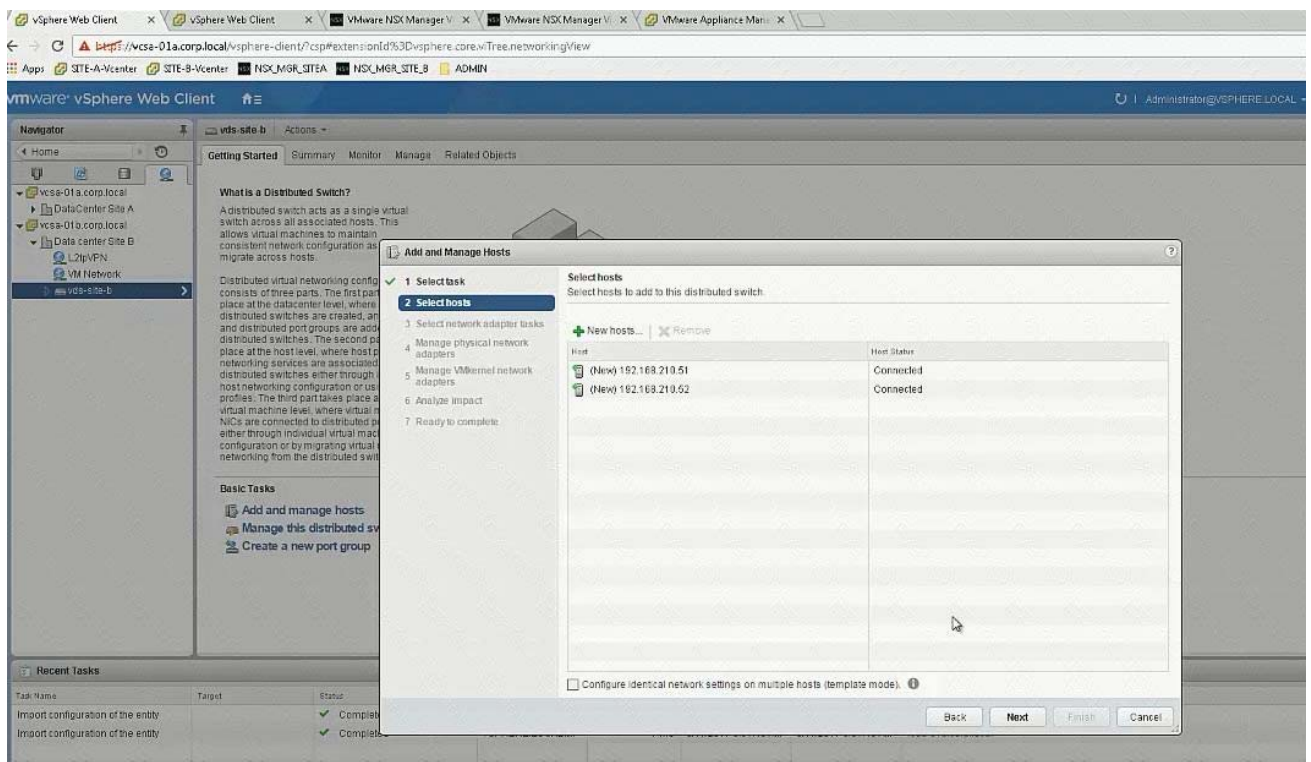 vSphere Web Client
vSphere Web Client
VMware NSX Manager V
VMware NSX Manager Vi
VMware Appliance Mana
https://vcsa-01a.corp.local/vsphere-client/?csp#extensionId%3Dvsphere.core.viTree.networkingView
Apps SITE-A-Vcenter SITE-B-Vcenter NSX_MGR_SITEA NSX_MGR_SITE_B ADMIN
vmware vSphere Web Client
Administrator@VSPHERE.LOCAL
Navigator
Home
vcsa-01a.corp.local
DataCenter Site A
vcsa-01b.corp.local
Data center Site B
L2IpVPN
VM Network
vds-site-b
vds-site-b Actions
Getting Started Summary Monitor Manage Related Objects
What is a Distributed Switch?
A distributed switch acts as a single virtual
switch across all associated hosts. This
allows virtual machines to maintain
consistent network configuration as
migrate across hosts.
Distributed virtual networking config
consists of three parts. The first part
place at the datacenter level, where
distributed switches are created, an
and distributed port groups are adde
distributed switches. The second pa
place at the host level, where host p
networking services are associated
distributed switches either through i
host networking configuration or usi
profiles. The third part takes place a
virtual machine level, where virtual m
NICs are connected to distributed p
either through individual virtual mac
configuration or by migrating virtual
networking from the distributed swit
Basic Tasks
Add and manage hosts
Manage this distributed sw
Create a new port group
Add and Manage Hosts
1 Select task
2 Select hosts
3 Select network adapter tasks
4 Manage physical network
adapters
5 Manage VMkernel network
adapters
6 Analyze impact
7 Ready to complete
Select hosts
Select hosts to add to this distributed switch.
New hosts... Remove
Host Host Status
(New) 192.168.210.51 Connected
(New) 192.168.210.52 Connected
Configure identical network settings on multiple hosts (template mode).
Back Next Finish Cancel
Recent Tasks
Task Name Target Status
Import configuration of the entity Complet
Import configuration of the entity Completed